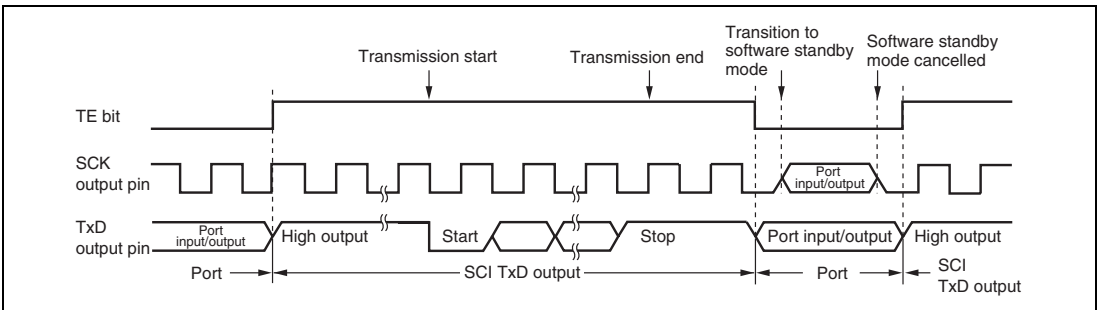 Transmission start
Transmission end
Transition to
software standby
mode
Software standby
mode cancelled
TE bit
SCK
output pin
Port
input/output
TxD
output pin
Port
input/output
High output
Start
Stop
Port input/output
High output
Port
SCI TxD output
Port
SCI
TxD output